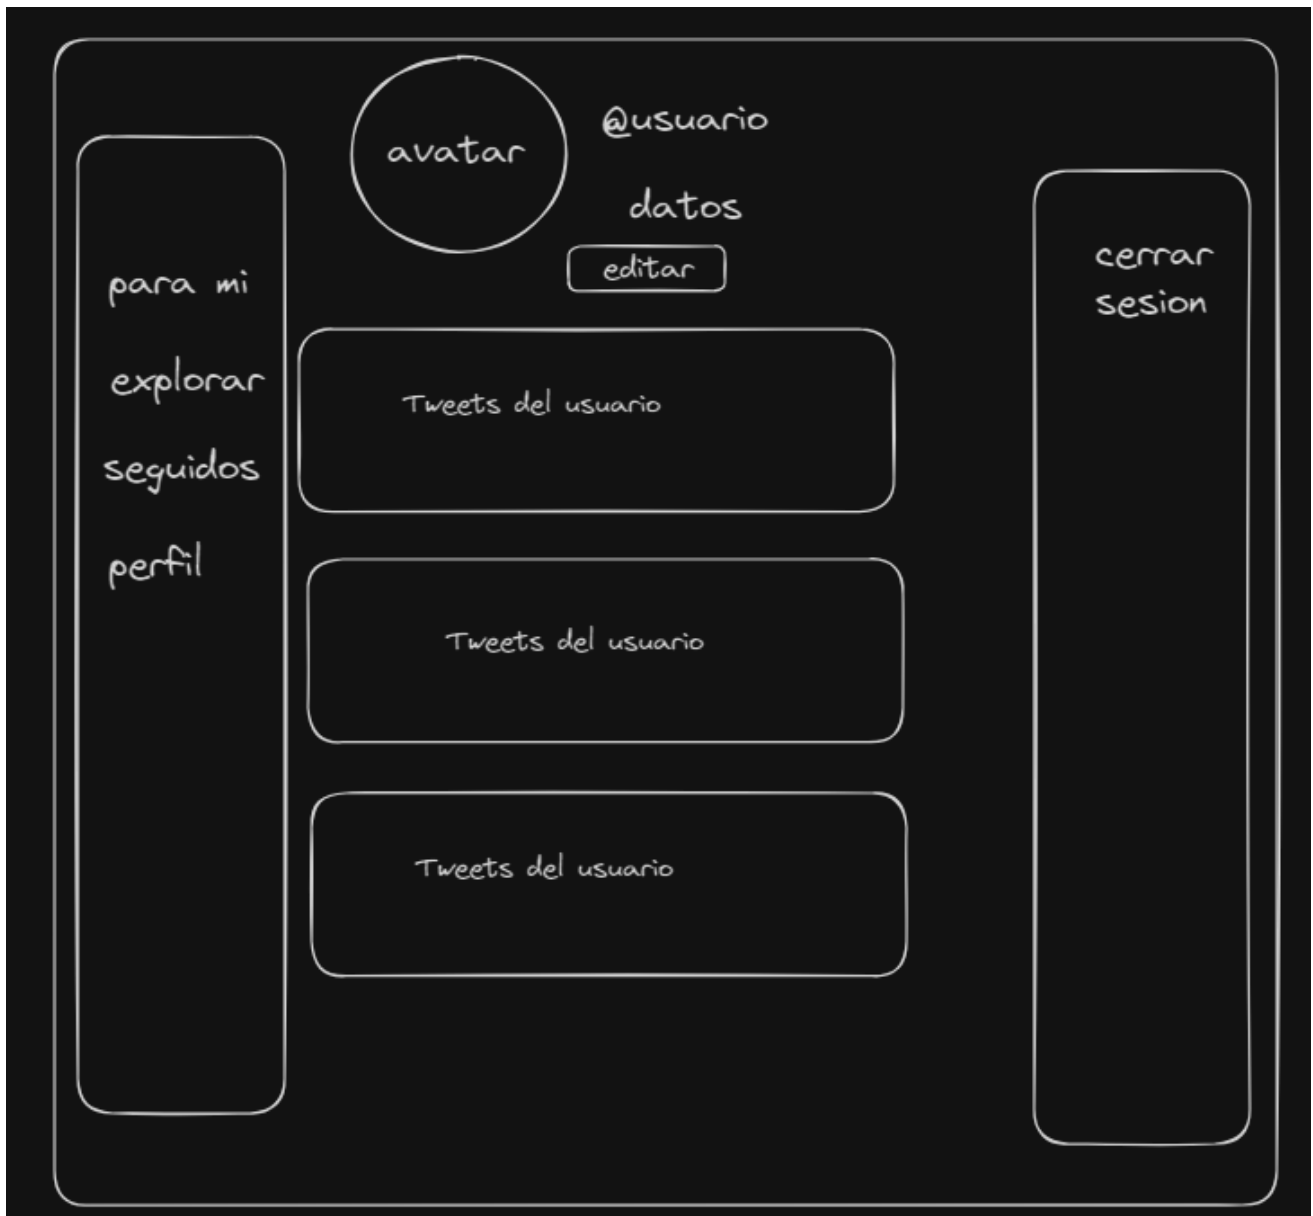 avatar
@usuario
datos
editar
para mi
explorar
seguidos
perfil
Tweets del usuario
Tweets del usuario
Tweets del usuario
cerrar
sesion